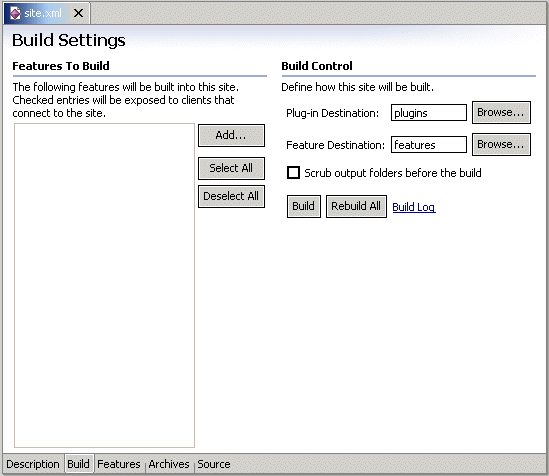 site.xml
Build Settings
Features To Build
The following features will be built into this site.
Checked entries will be exposed to clients that
connect to the site.
Add...
Select All
Deselect All
Build Control
Define how this site will be built.
Plug-in Destination: plugins Browse...
Feature Destination: features Browse...
Scrub output folders before the build
Build Rebuild All Build Log
Description Build Features Archives Source